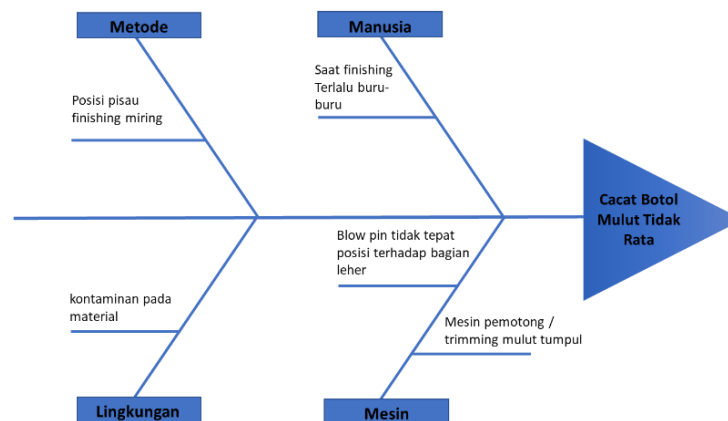 Metode
Manusia
Saat finishing
Terlalu buru-
buru
Posisi pisau
finishing miring
Cacat Botol
Mulut Tidak
Rata
Blow pin tidak tepat
posisi terhadap bagian
leher
kontaminan pada
material
Mesin pemotong /
trimming mulut tumpul
Lingkungan
Mesin